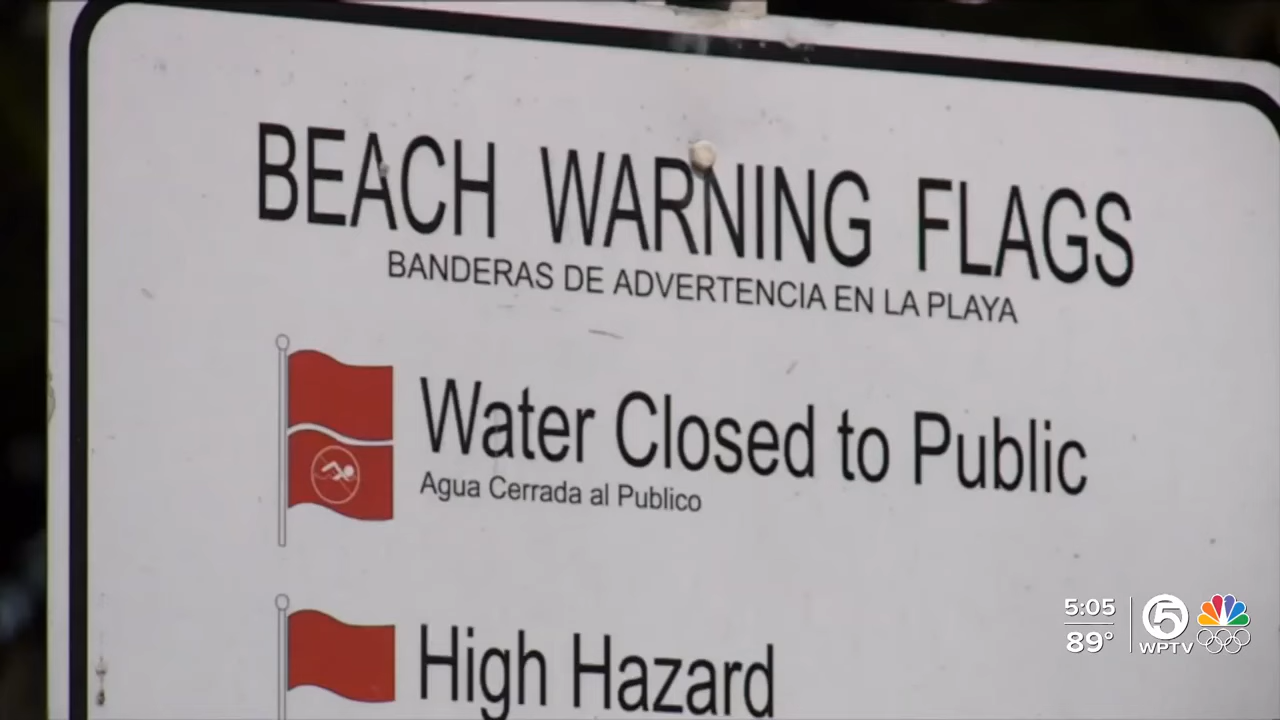 BEACH WARNING FLAGS
BANDERAS DE ADVERTENCIA EN LA PLAYA
Water Closed to Public
Agua Cerrada al Publico
High Hazard
5:05
89°
5
WPTV